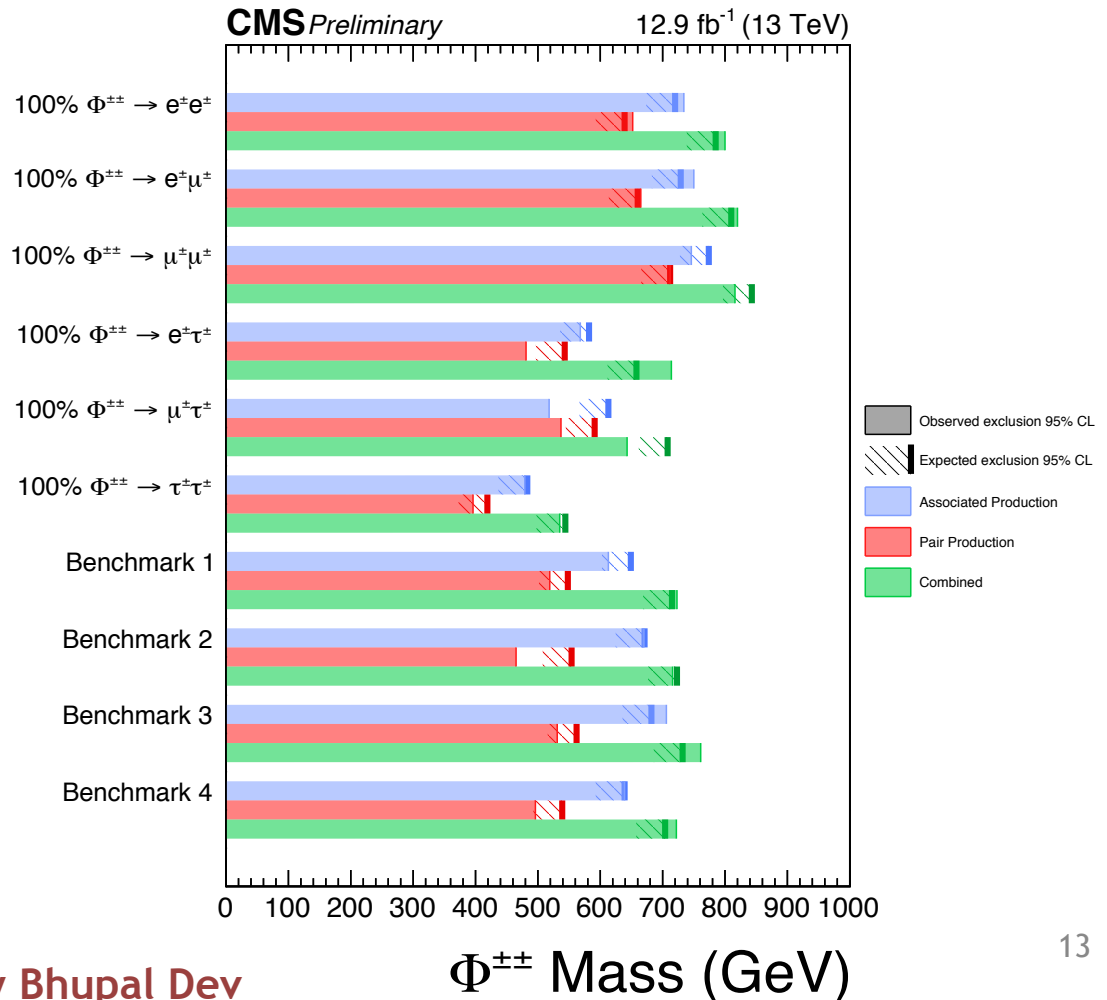 CMS Preliminary 12.9 fb⁻¹ (13 TeV)
100% Φ±± → e±e±
100% Φ±± → e±μ±
100% Φ±± → μ±μ±
100% Φ±± → e±τ±
100% Φ±± → μ±τ±
100% Φ±± → τ±τ±
Benchmark 1
Benchmark 2
Benchmark 3
Benchmark 4
Observed exclusion 95% CL
Expected exclusion 95% CL
Associated Production
Pair Production
Combined
0 100 200 300 400 500 600 700 800 900 1000
Φ±± Mass (GeV)
y Bhupal Dev
13